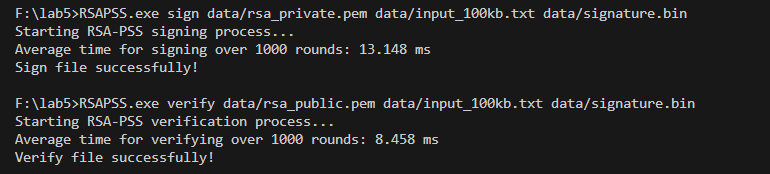 F:\lab5>RSAPSS.exe sign data/rsa_private.pem data/input_100kb.txt data/signature.bin
Starting RSA-PSS signing process...
Average time for signing over 1000 rounds: 13.148 ms
Sign file successfully!
F:\lab5>RSAPSS.exe verify data/rsa_public.pem data/input_100kb.txt data/signature.bin
Starting RSA-PSS verification process...
Average time for verifying over 1000 rounds: 8.458 ms
Verify file successfully!